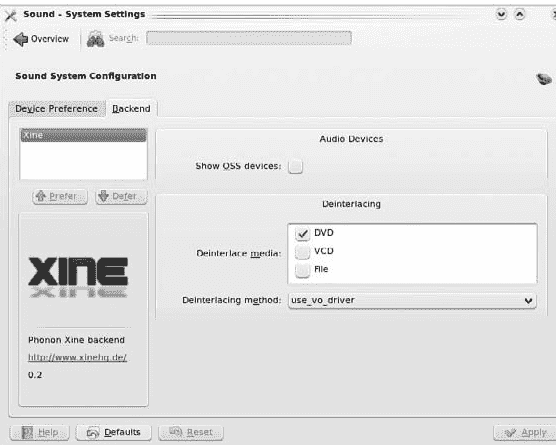 Sound - System Settings
Overview Search:
Sound System Configuration
Device Preference Backend
Xine
Prefer Defer
XINE
Phonon Xine backend
http://www.xinehq.de/
0.2
Audio Devices
Show OSS devices:
Deinterlacing
Deinterlace media:
DVD
VCD
File
Deinterlacing method: use_vo_driver
Help Defaults Reset Apply